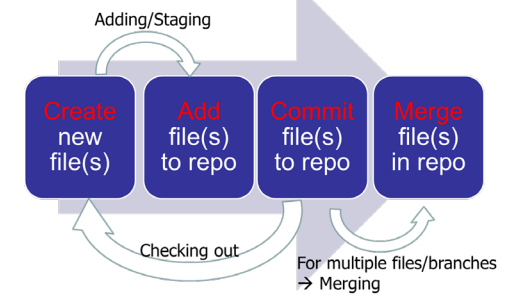 Adding/Staging
Create
new
file(s)
Add
file(s)
to repo
Commit
file(s)
to repo
Merge
file(s)
in repo
Checking out
For multiple files/branches
→ Merging